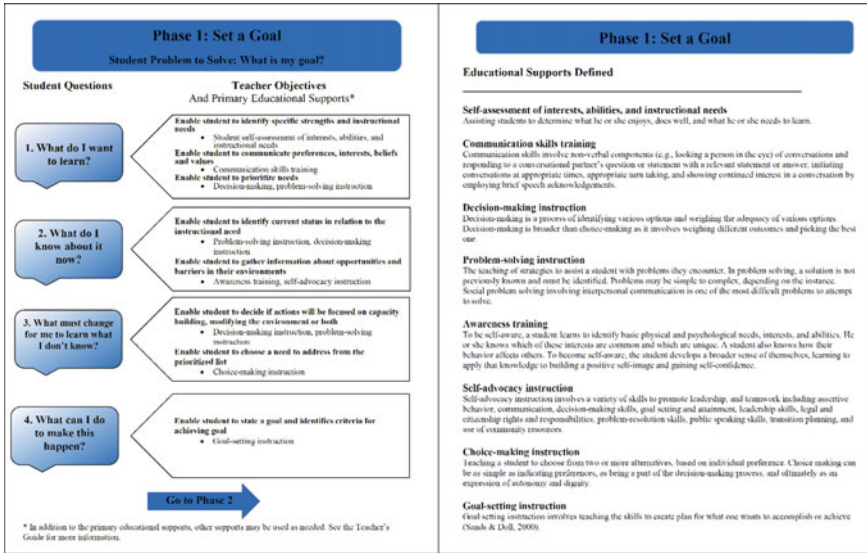 Phase 1: Set a Goal
Student Problem to Solve: What is my goal?
Student Questions
Teacher Objectives
And Primary Educational Supports*
1. What do I want
to learn?
Enable student to identify specific strengths and instructional
needs
• Student self-assessment of interests, abilities, and
instructional needs
Enable student to communicate preferences, interests, beliefs
and values
• Communication skills training
Enable student to prioritize needs
• Decision-making, problem-solving instruction
2. What do I
know about it
now?
Enable student to identify current status in relation to the
instructional need
• Problem-solving instruction, decision-making
instruction
Enable student to gather information about opportunities and
barriers in their environments
• Awareness training, self-advocacy instruction
3. What must change
for me to learn what
I don't know?
Enable student to decide if actions will be focused on capacity
building, modifying the environment or both
• Decision-making instruction, problem-solving
instruction
Enable student to choose a need to address from the
prioritized list
• Choice-making instruction
4. What can I do
to make this
happen?
Enable student to state a goal and identifies criteria for
achieving goal
• Goal-setting instruction
Go to Phase 2
* In addition to the primary educational supports, other supports may be used as needed. See the Teacher's
Guide for more information.
Phase 1: Set a Goal
Educational Supports Defined
Self-assessment of interests, abilities, and instructional needs
Assisting students to determine what he or she enjoys, does well, and what he or she needs to learn.
Communication skills training
Communication skills involve non-verbal components (e.g., looking a person in the eye) of conversations and
responding to a conversational partner's question or statement with a relevant statement or answer, initiating
conversations at appropriate times, appropriate turn taking, and showing continued interest in a conversation by
employing brief speech acknowledgements.
Decision-making instruction
Decision-making is a process of identifying various options and weighing the adequacy of various options.
Decision-making is broader than choice-making as it involves weighing different outcomes and picking the best
one.
Problem-solving instruction
The teaching of strategies to assist a student with problems they encounter. In problem solving, a solution is not
previously known and must be identified. Problems may be simple to complex, depending on the instance.
Social problem solving involving interpersonal communication is one of the most difficult problems to attempt
to solve.
Awareness training
To be self-aware, a student learns to identify basic physical and psychological needs, interests, and abilities. He
or she knows which of these interests are common and which are unique. A student also knows how their
behavior affects others. To become self-aware, the student develops a broader sense of themselves, learning to
apply that knowledge to building a positive self-image and gaining self-confidence.
Self-advocacy instruction
Self-advocacy instruction involves a variety of skills to promote leadership, and teamwork including assertive
behavior, communication, decision-making skills, goal setting and attainment, leadership skills, legal and
citizenship rights and responsibilities, problem-resolution skills, public speaking skills, transition planning, and
use of community resources.
Choice-making instruction
Teaching a student to choose from two or more alternatives, based on individual preference. Choice making can
be as simple as indicating preferences, as being a part of the decision-making process, and ultimately as an
expression of autonomy and dignity.
Goal-setting instruction
Goal setting instruction involves teaching the skills to create plan for what one wants to accomplish or achieve
(Sands & Doll, 2000)